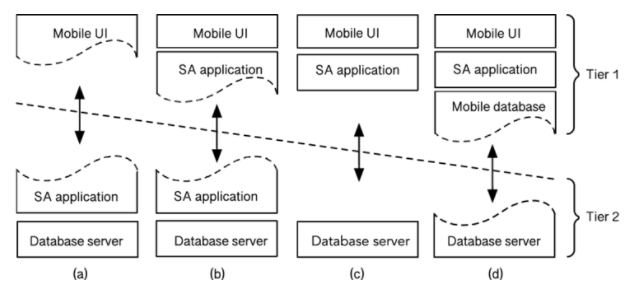 Mobile UI
Mobile UI
Mobile UI
Mobile UI
SA application
SA application
SA application
Mobile database
Tier 1
SA application
SA application
Database server
Database server
Database server
Database server
Tier 2
(a)
(b)
(c)
(d)